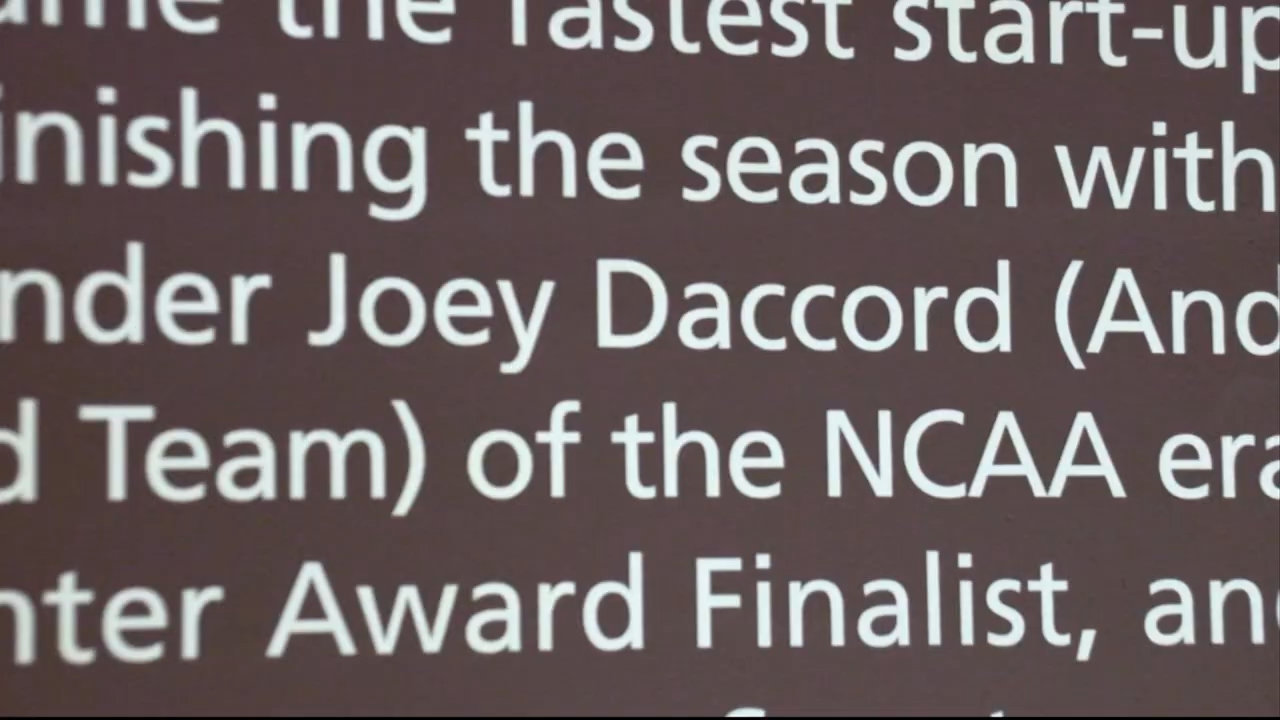 ame the fastest start-up
inishing the season with
nder Joey Daccord (And
d Team) of the NCAA era
nter Award Finalist, and